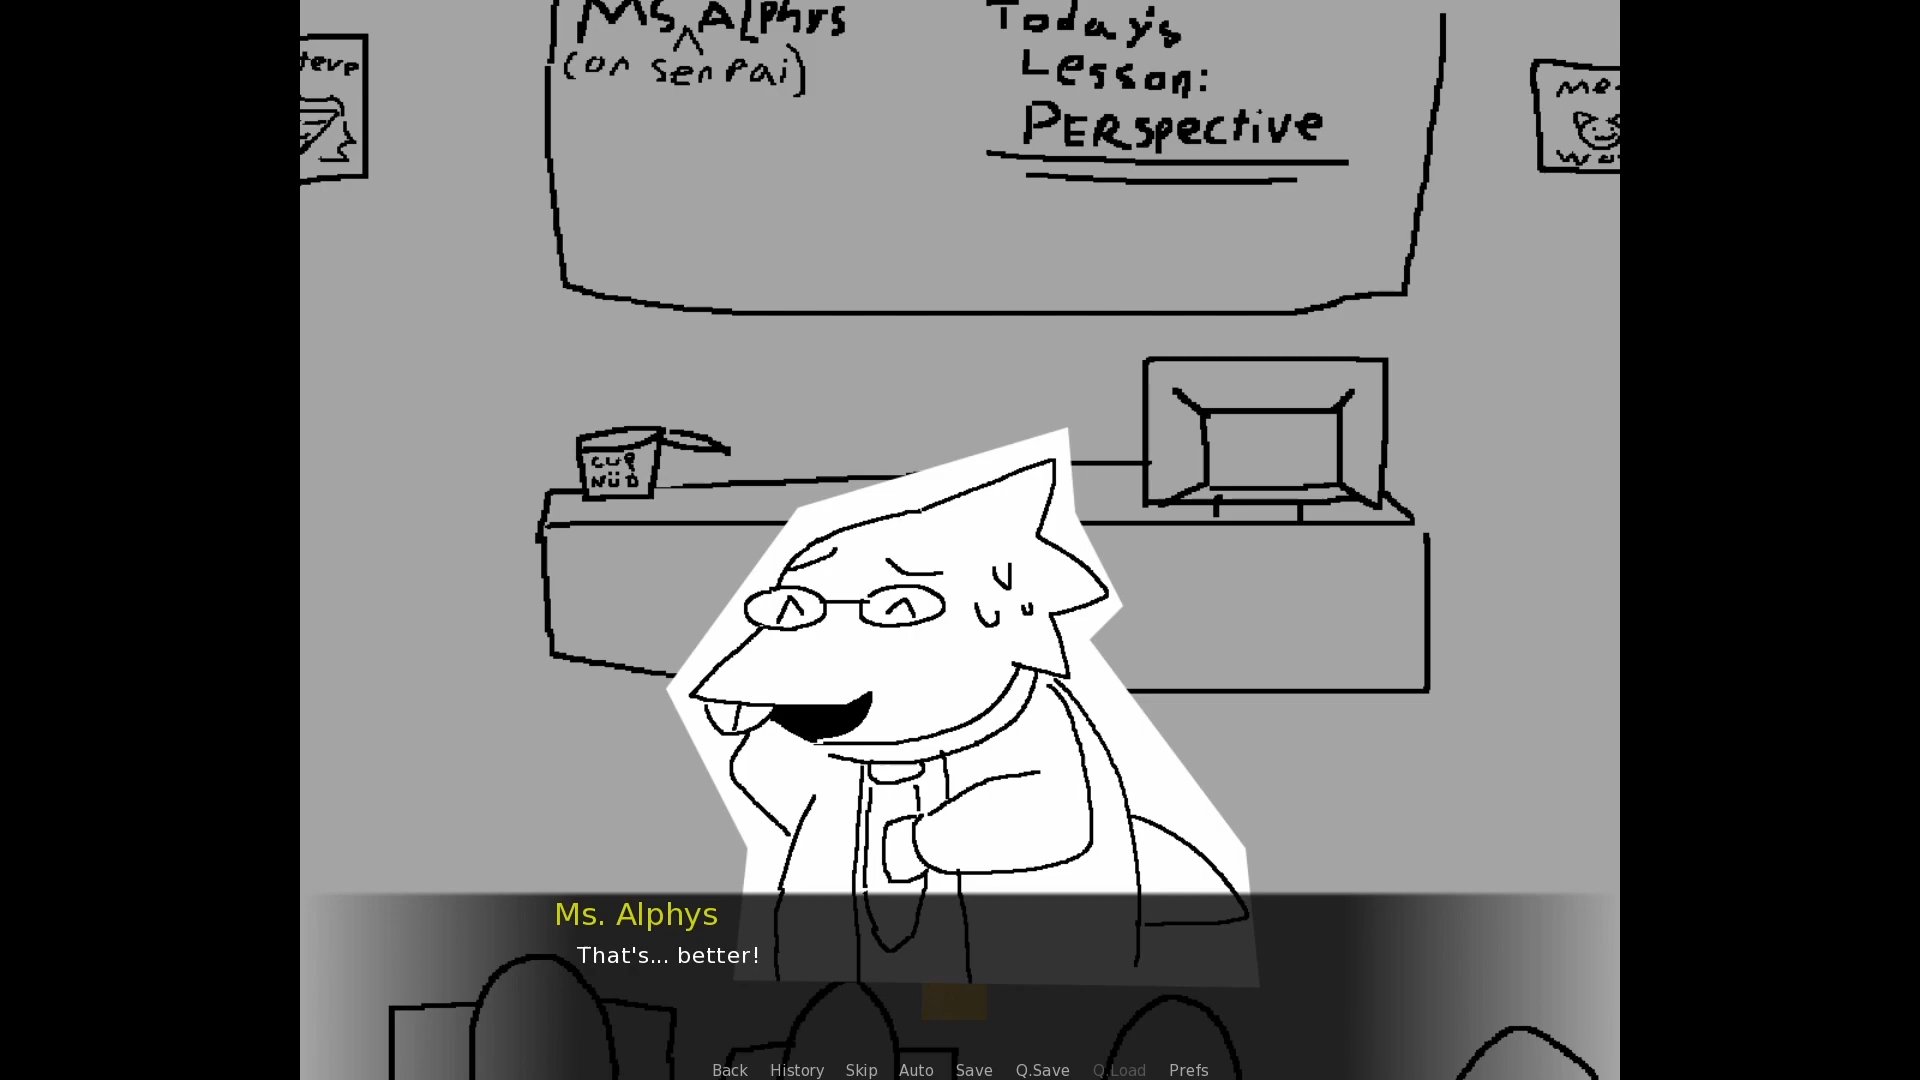 Ms. Alphys
^
(or senpai)
Today's
Lesson:
PERspective
CUP
NUD
Ms. Alphys
That's... better!
Back History Skip Auto Save Q.Save Q.Load Prefs